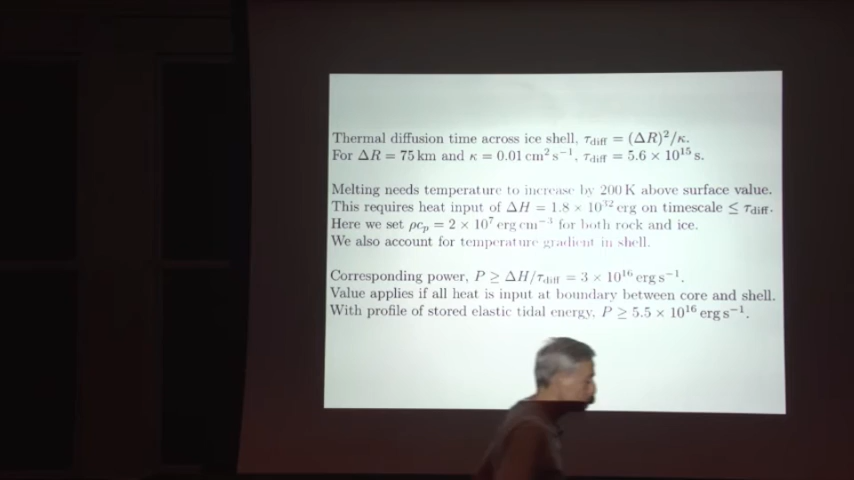 Thermal diffusion time across ice shell, τdiff = (ΔR)²/κ.
For ΔR = 75 km and κ = 0.01 cm² s⁻¹, τdiff = 5.6 × 10¹⁵ s.
Melting needs temperature to increase by 200 K above surface value.
This requires heat input of ΔH = 1.8 × 10³² erg on timescale ≤ τdiff.
Here we set ρcp = 2 × 10⁷ erg cm⁻³ for both rock and ice.
We also account for temperature gradient in shell.
Corresponding power, P ≥ ΔH/τdiff = 3 × 10¹⁶ erg s⁻¹.
Value applies if all heat is input at boundary between core and shell.
With profile of stored elastic tidal energy, P ≥ 5.5 × 10¹⁶ erg s⁻¹.